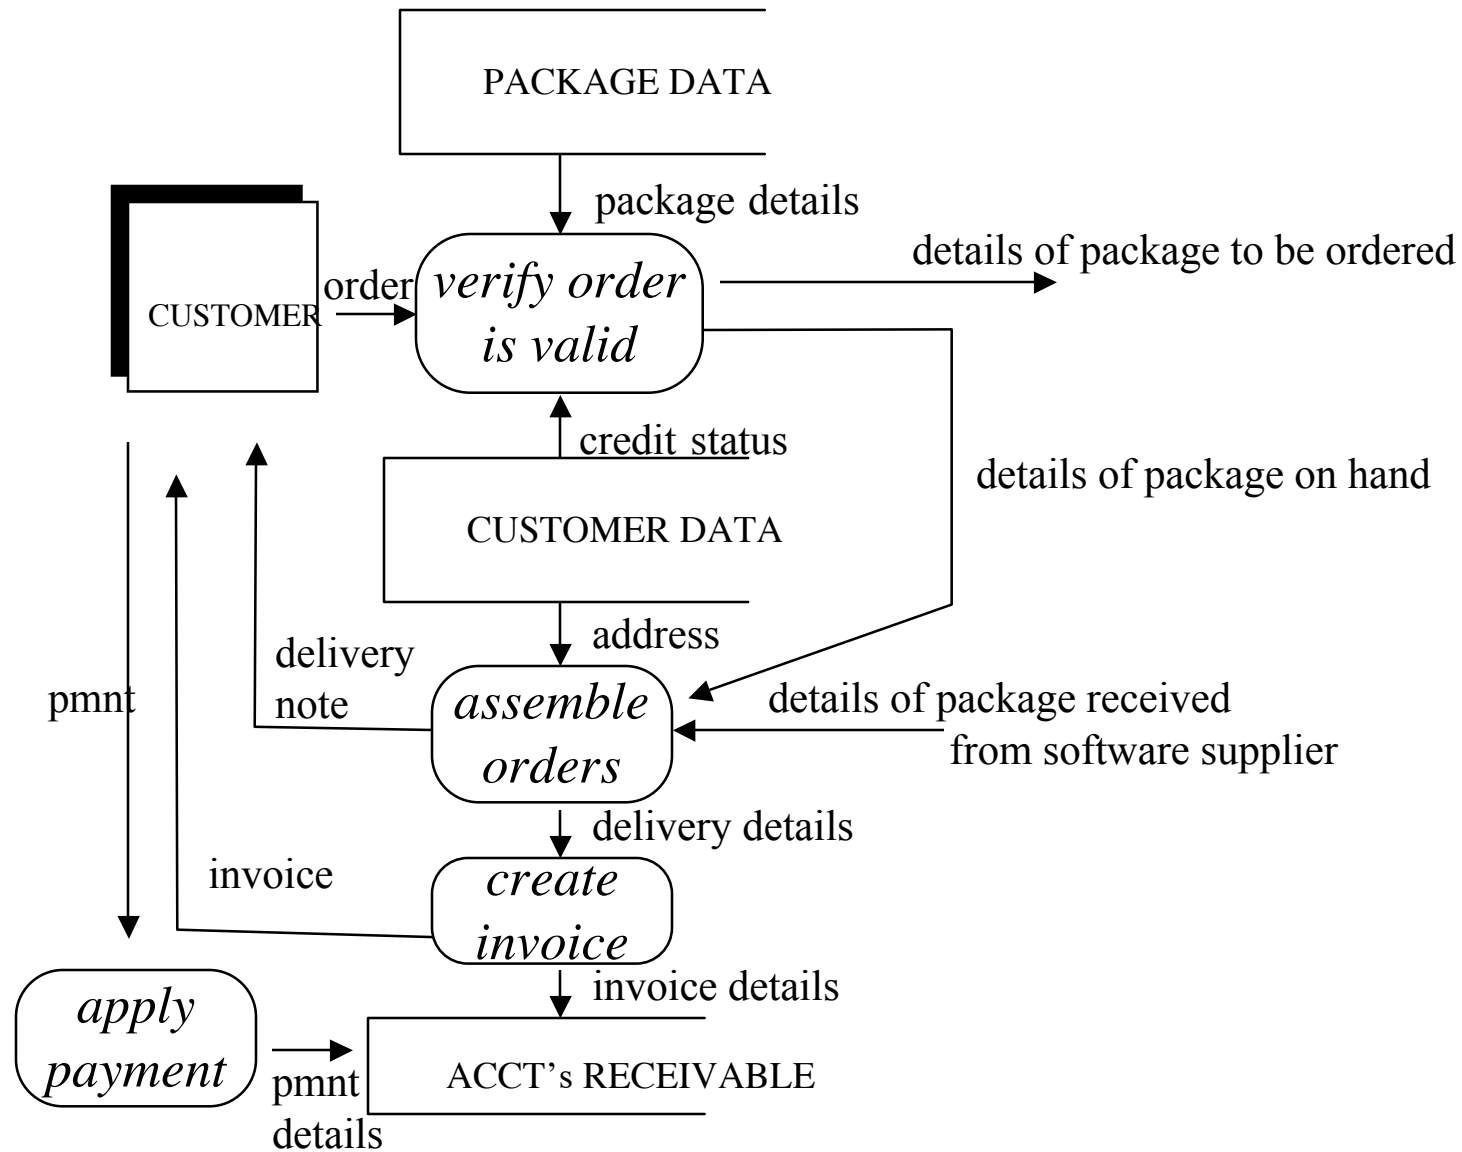 PACKAGE DATA
package details
details of package to be ordered
order
verify order
is valid
CUSTOMER
credit status
details of package on hand
CUSTOMER DATA
address
delivery
note
pmnt
assemble
orders
details of package received
from software supplier
delivery details
invoice
create
invoice
invoice details
apply
payment
pmnt
details
ACCT’s RECEIVABLE